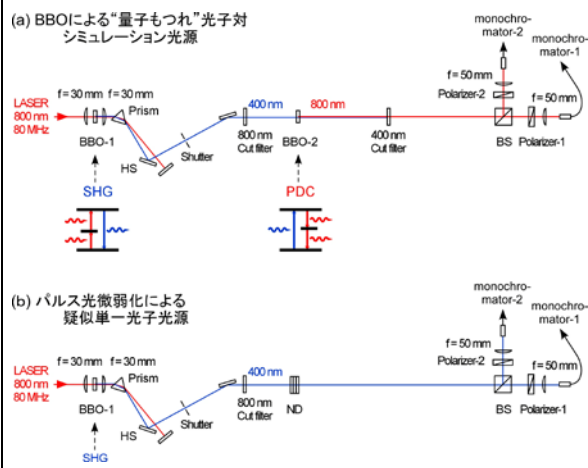 (a) BBOによる“量子もつれ”光子対
シミュレーション光源
monochro-
mator-2
monochro-
mator-1
f = 30 mm f = 30 mm
Prism
LASER
800 nm
80 MHz
BBO-1
HS
Shutter
400 nm
800 nm
Cut filter
BBO-2
800 nm
400 nm
Cut filter
f = 50 mm
Polarizer-2
f = 50 mm
BS Polarizer-1
SHG
PDC
(b) パルス光微弱化による
疑似単一光子光源
monochro-
mator-2
monochro-
mator-1
f = 30 mm f = 30 mm
Prism
LASER
800 nm
80 MHz
BBO-1
HS
Shutter
400 nm
800 nm
Cut filter
ND
f = 50 mm
Polarizer-2
f = 50 mm
BS Polarizer-1
SHG